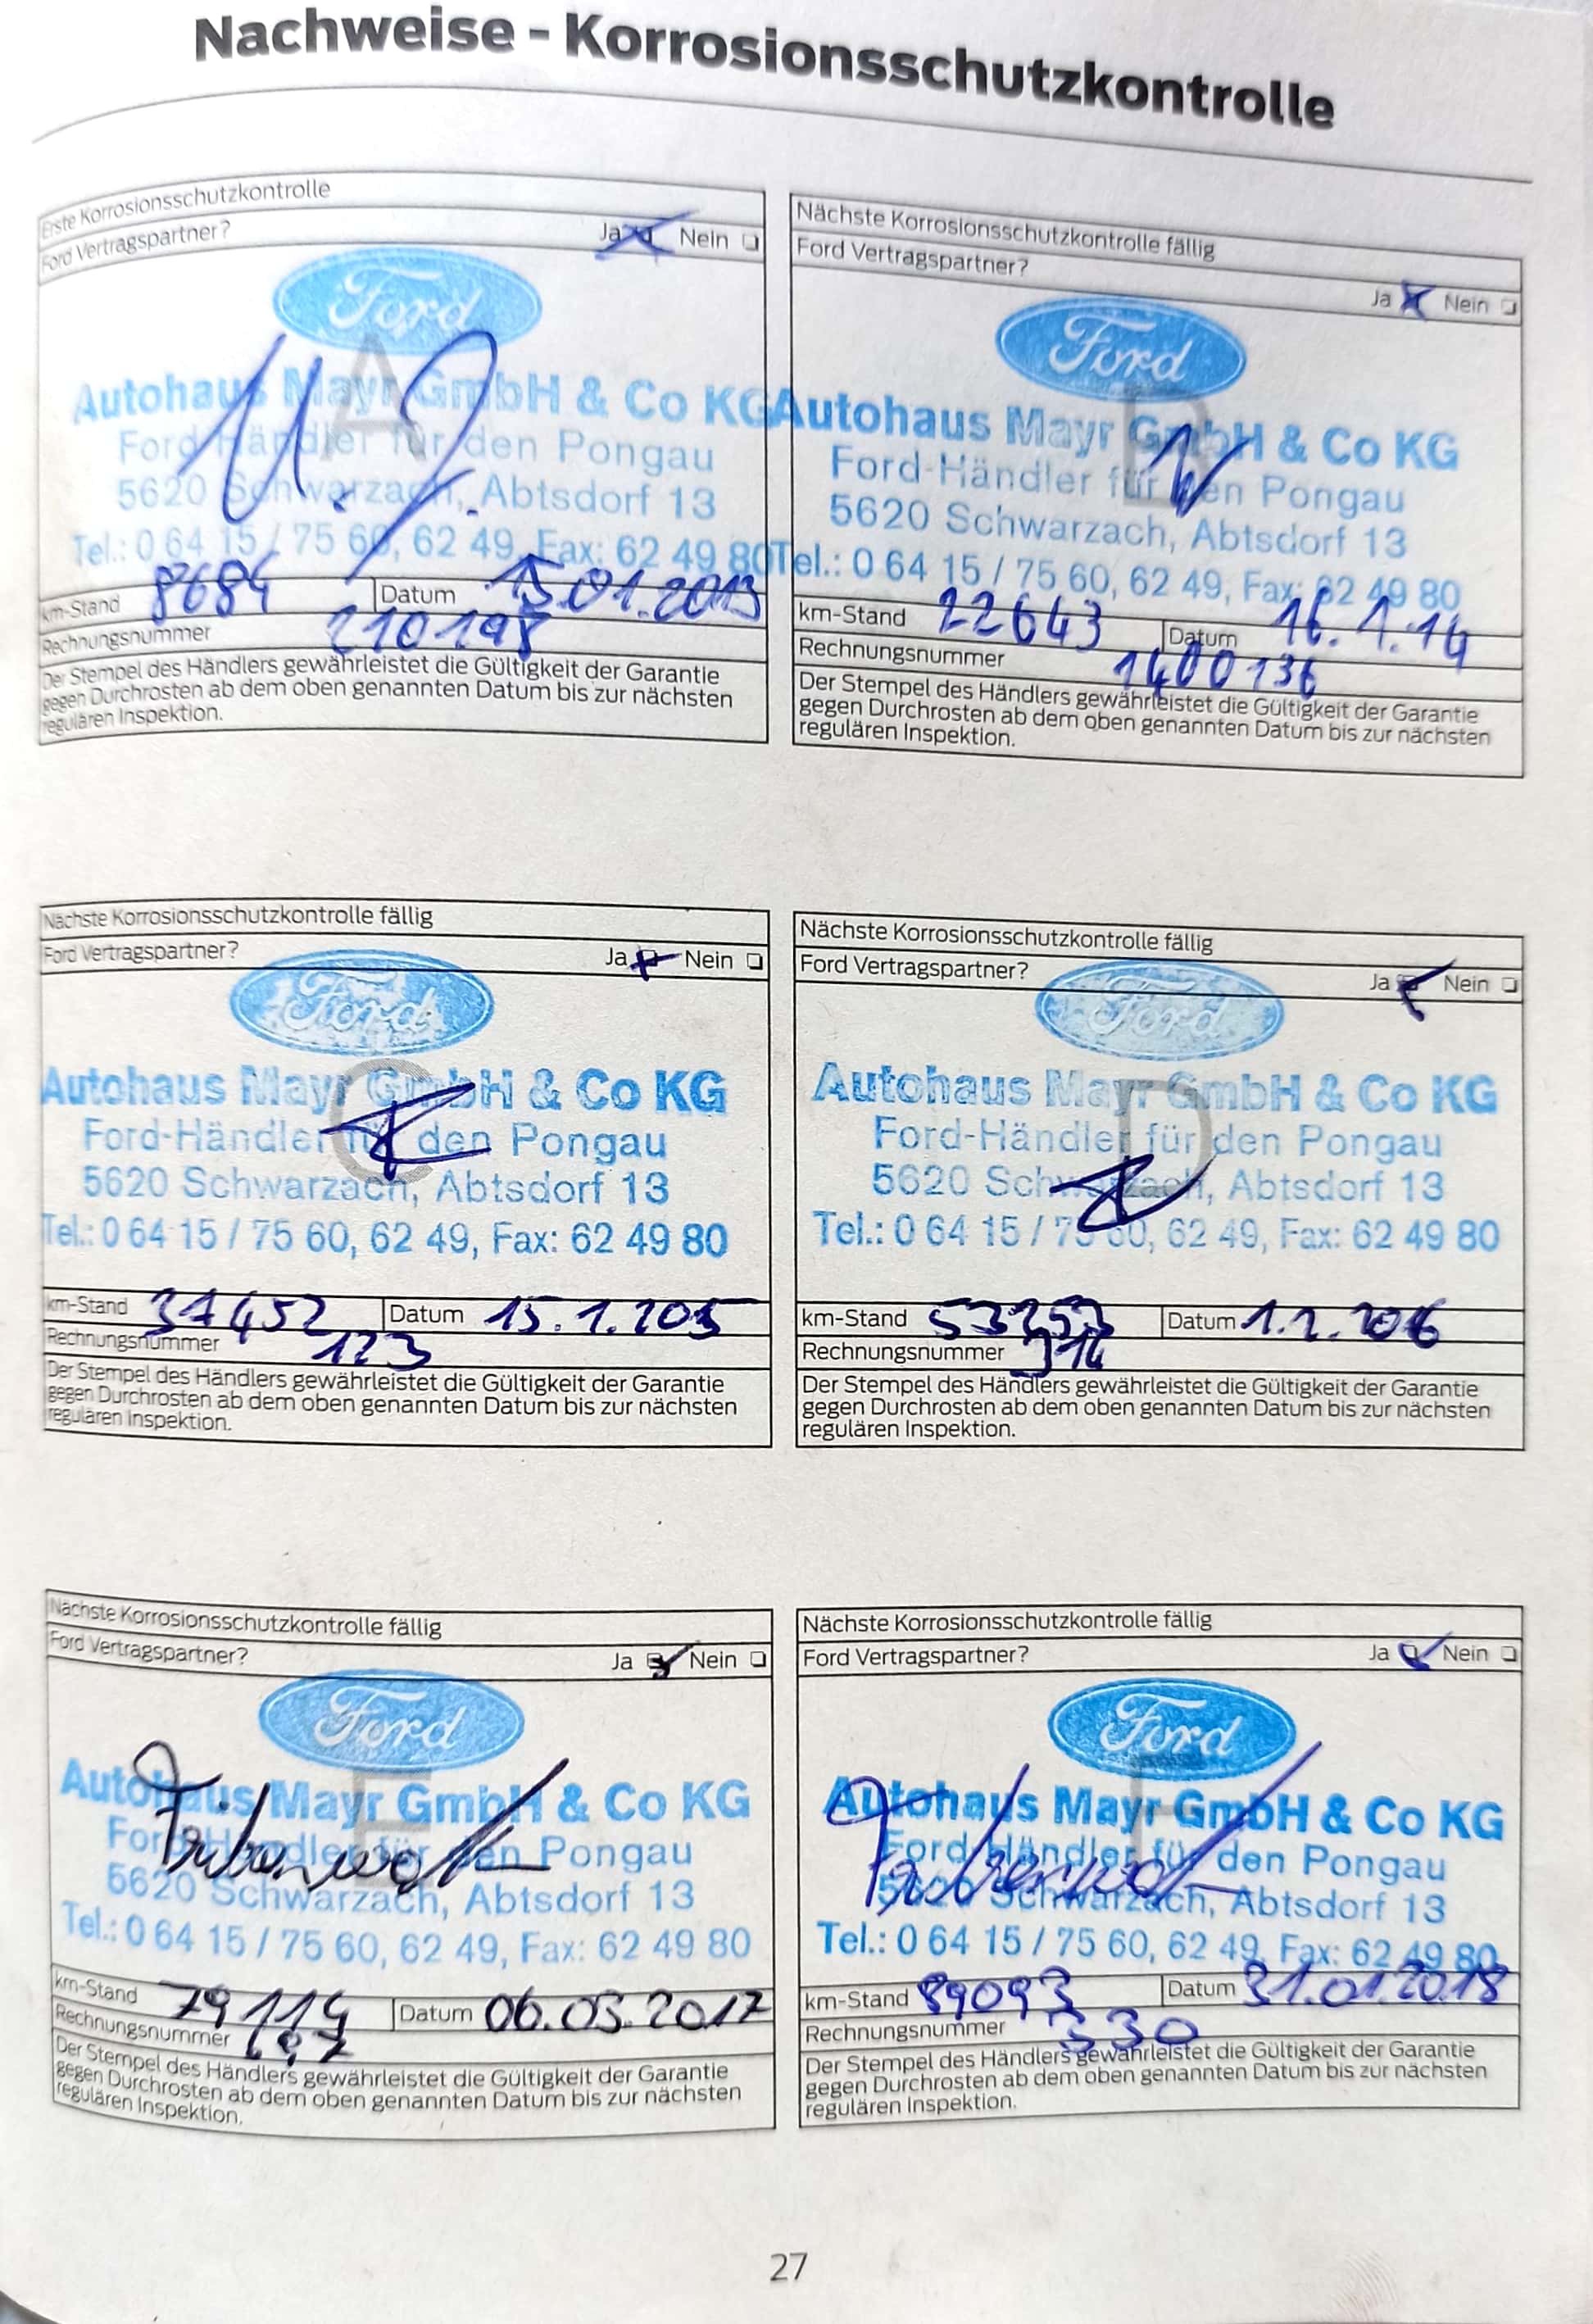 Nachweise - Korrosionsschutzkontrolle
Erste Korrosionsschutzkontrolle
Ford Vertragspartner? Ja Nein
Ford
A
Autohaus Mayr GmbH & Co KG
Ford-Händler für den Pongau
5620 Schwarzach, Abtsdorf 13
Tel.: 0 64 15 / 75 60, 62 49, Fax: 62 49 80
km-Stand 8684 Datum 15.01.2013
Rechnungsnummer 210198
Der Stempel des Händlers gewährleistet die Gültigkeit der Garantie
gegen Durchrosten ab dem oben genannten Datum bis zur nächsten
regulären Inspektion.
Nächste Korrosionsschutzkontrolle fällig
Ford Vertragspartner?
Ja Nein
Ford
B
Autohaus Mayr GmbH & Co KG
Ford-Händler für den Pongau
5620 Schwarzach, Abtsdorf 13
Tel.: 0 64 15 / 75 60, 62 49, Fax: 62 49 80
km-Stand 22643 Datum 16.1.14
Rechnungsnummer 1400136
Der Stempel des Händlers gewährleistet die Gültigkeit der Garantie
gegen Durchrosten ab dem oben genannten Datum bis zur nächsten
regulären Inspektion.
Nächste Korrosionsschutzkontrolle fällig
Ford Vertragspartner? Ja Nein
Ford
C
Autohaus Mayr GmbH & Co KG
Ford-Händler für den Pongau
5620 Schwarzach, Abtsdorf 13
Tel.: 0 64 15 / 75 60, 62 49, Fax: 62 49 80
km-Stand 37452 Datum 15.1.205
Rechnungsnummer 123
Der Stempel des Händlers gewährleistet die Gültigkeit der Garantie
gegen Durchrosten ab dem oben genannten Datum bis zur nächsten
regulären Inspektion.
Nächste Korrosionsschutzkontrolle fällig
Ford Vertragspartner? Ja Nein
Ford
D
Autohaus Mayr GmbH & Co KG
Ford-Händler für den Pongau
5620 Schwarzach, Abtsdorf 13
Tel.: 0 64 15 / 75 60, 62 49, Fax: 62 49 80
km-Stand Datum 1.2.206
Rechnungsnummer 314
Der Stempel des Händlers gewährleistet die Gültigkeit der Garantie
gegen Durchrosten ab dem oben genannten Datum bis zur nächsten
regulären Inspektion.
Nächste Korrosionsschutzkontrolle fällig
Ford Vertragspartner? Ja Nein
Ford
E
Autohaus Mayr GmbH & Co KG
Ford-Händler für den Pongau
5620 Schwarzach, Abtsdorf 13
Tel.: 0 64 15 / 75 60, 62 49, Fax: 62 49 80
km-Stand 79114 Datum 06.03.2017
Rechnungsnummer
Der Stempel des Händlers gewährleistet die Gültigkeit der Garantie
gegen Durchrosten ab dem oben genannten Datum bis zur nächsten
regulären Inspektion.
Nächste Korrosionsschutzkontrolle fällig
Ford Vertragspartner? Ja Nein
Ford
F
Autohaus Mayr GmbH & Co KG
Ford-Händler für den Pongau
5620 Schwarzach, Abtsdorf 13
Tel.: 0 64 15 / 75 60, 62 49, Fax: 62 49 80
km-Stand 89093 Datum 31.01.2018
Rechnungsnummer 330
Der Stempel des Händlers gewährleistet die Gültigkeit der Garantie
gegen Durchrosten ab dem oben genannten Datum bis zur nächsten
regulären Inspektion.
27